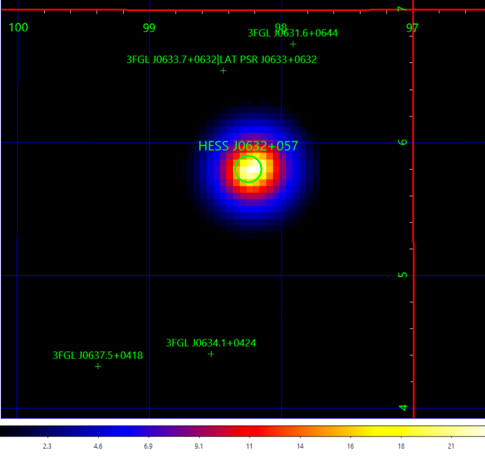 7
100 99 98 97
3FGL J0631.6+0644
3FGL J0633.7+0632|LAT PSR J0633+0632
6
HESS J0632+057
5
3FGL J0634.1+0424
3FGL J0637.5+0418
4
2.3 4.6 6.9 9.1 11 14 16 18 21